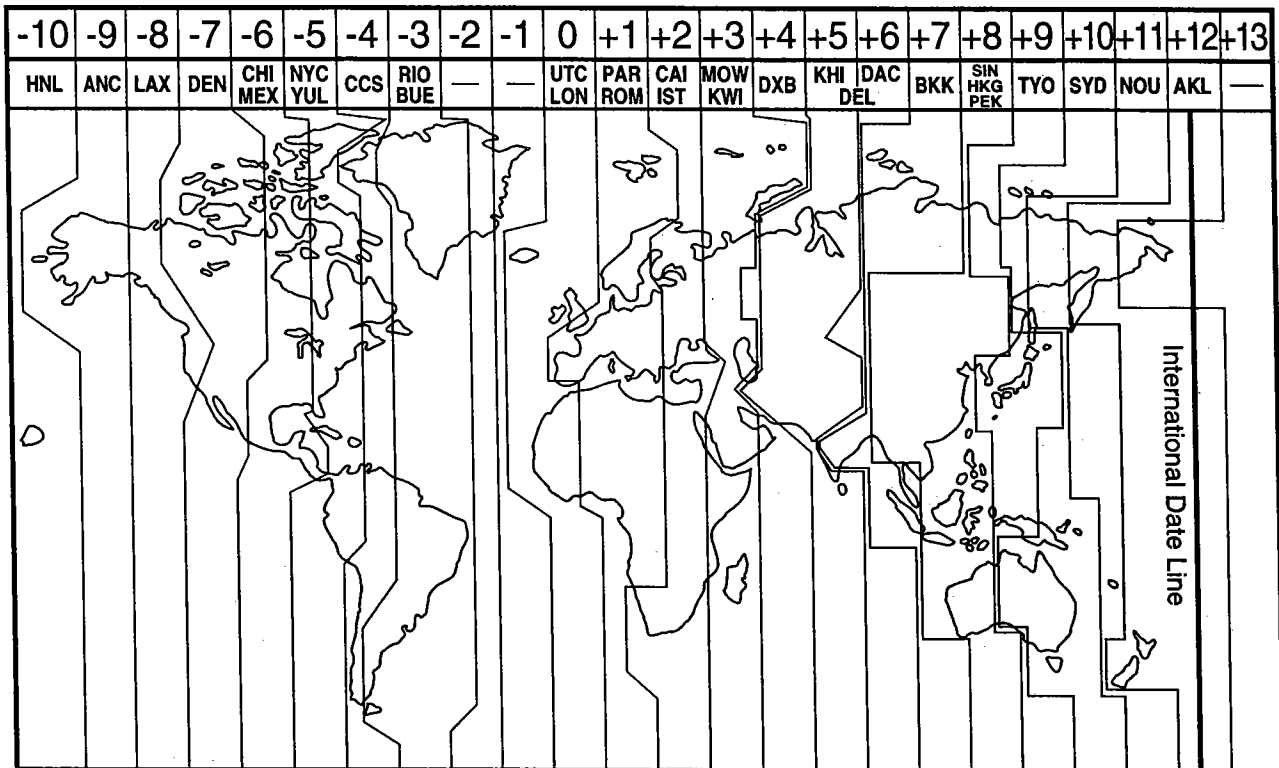 -10 -9 -8 -7 -6 -5 -4 -3 -2 -1 0 +1 +2 +3 +4 +5 +6 +7 +8 +9 +10 +11 +12 +13
HNL ANC LAX DEN CHI MEX NYC YUL CCS RIO BUE — — UTC LON PAR ROM CAI IST MOW KWI DXB KHI DEL DAC BKK SIN HKG PEK TYO SYD NOU AKL —
International Date Line